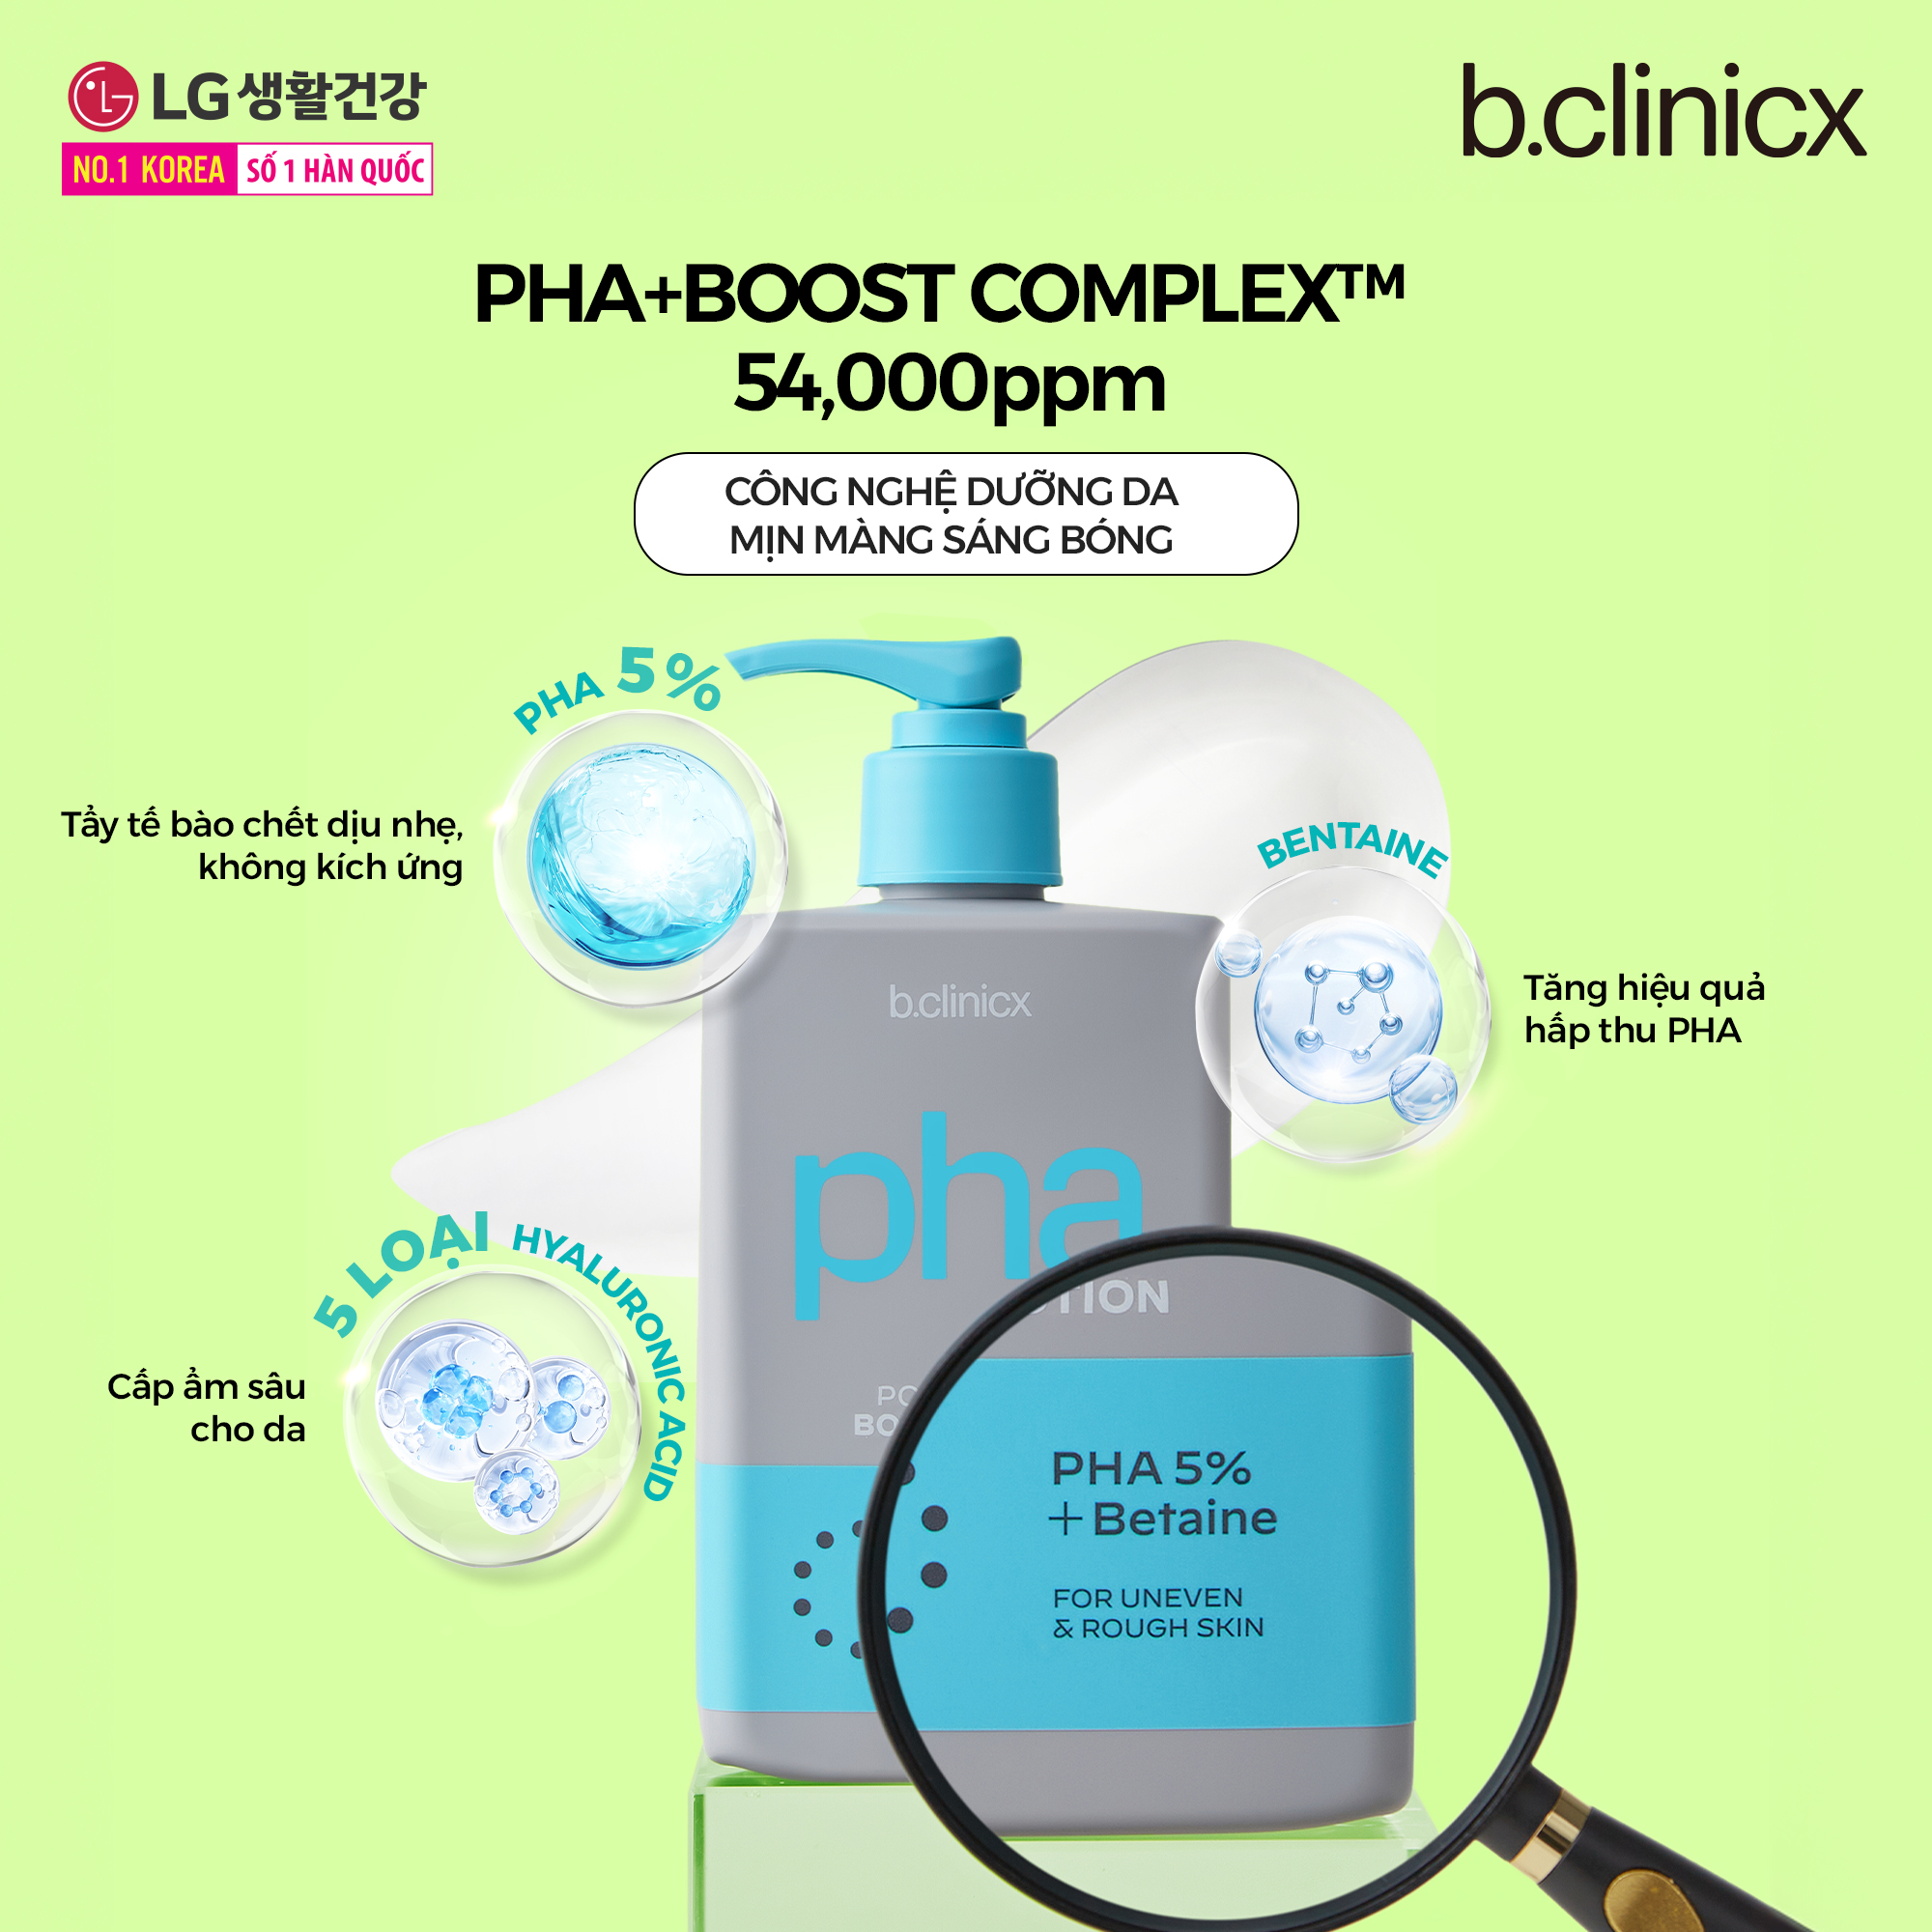 LG생활건강
NO.1 KOREA SỐ 1 HÀN QUỐC
b.clinicx
PHA+BOOST COMPLEX™
54,000ppm
CÔNG NGHỆ DƯỠNG DA
MỊN MÀNG SÁNG BÓNG
PHA 5%
Tẩy tế bào chết dịu nhẹ,
không kích ứng
BENTAINE
Tăng hiệu quả
hấp thu PHA
5 LOẠI HYALURONIC ACID
Cấp ẩm sâu
cho da
b.clinicx
pha
PHA 5%
+Betaine
FOR UNEVEN
& ROUGH SKIN